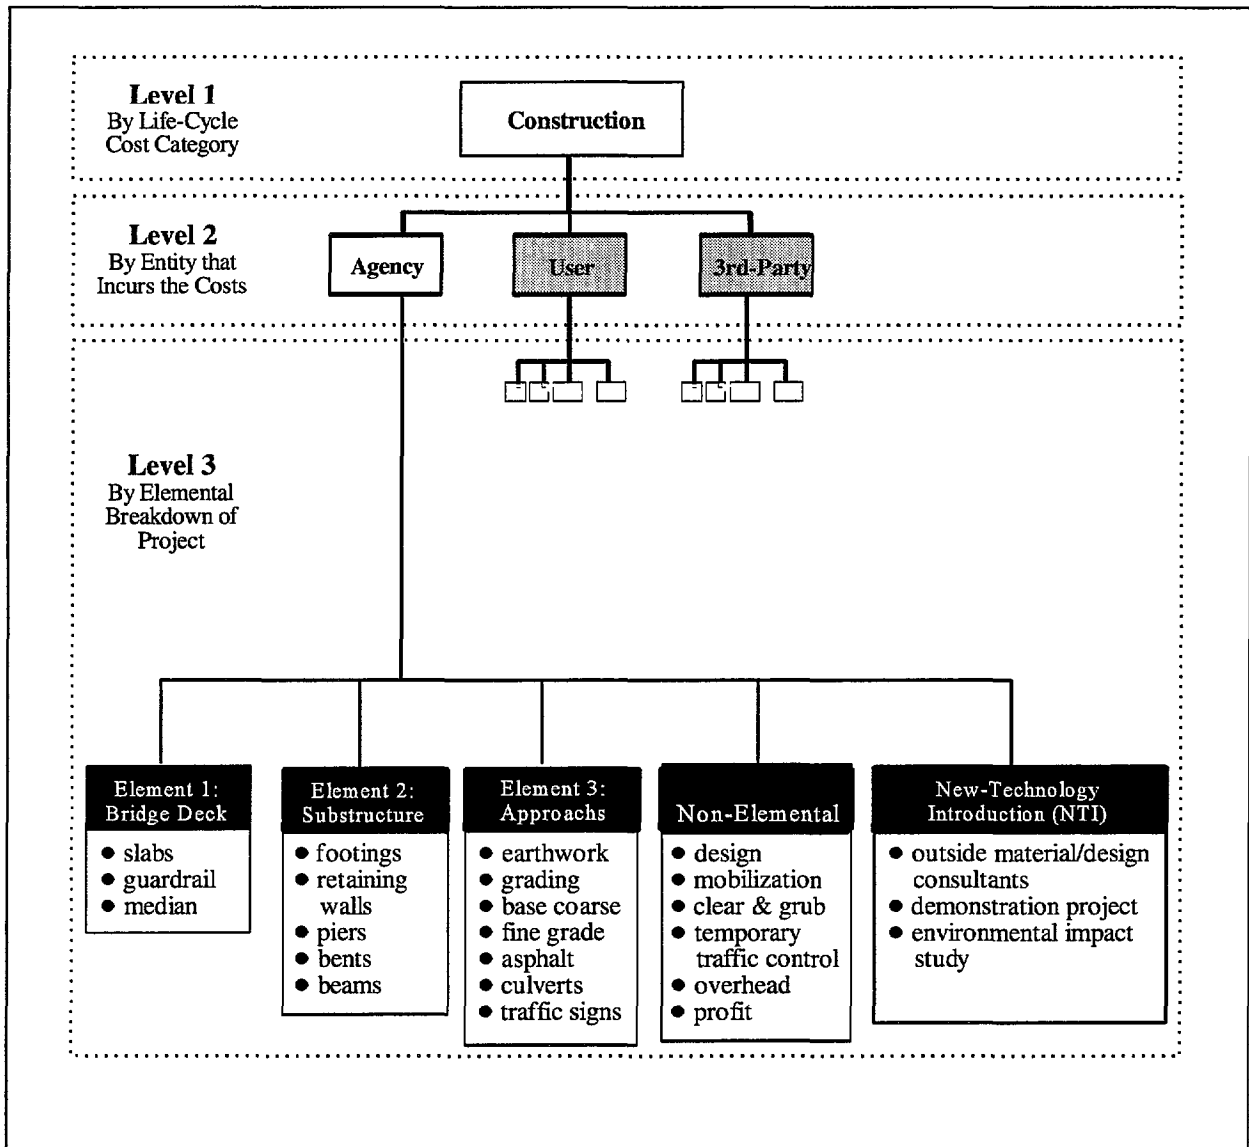 Level 1
By Life-Cycle
Cost Category
Construction
Level 2
By Entity that
Incurs the Costs
Agency
User
3rd-Party
Level 3
By Elemental
Breakdown of
Project
Element 1:
Bridge Deck
● slabs
● guardrail
● median
Element 2:
Substructure
● footings
● retaining
walls
● piers
● bents
● beams
Element 3:
Approachs
● earthwork
● grading
● base coarse
● fine grade
● asphalt
● culverts
● traffic signs
Non-Elemental
● design
● mobilization
● clear & grub
● temporary
traffic control
● overhead
● profit
New-Technology
Introduction (NTI)
● outside material/design
consultants
● demonstration project
● environmental impact
study